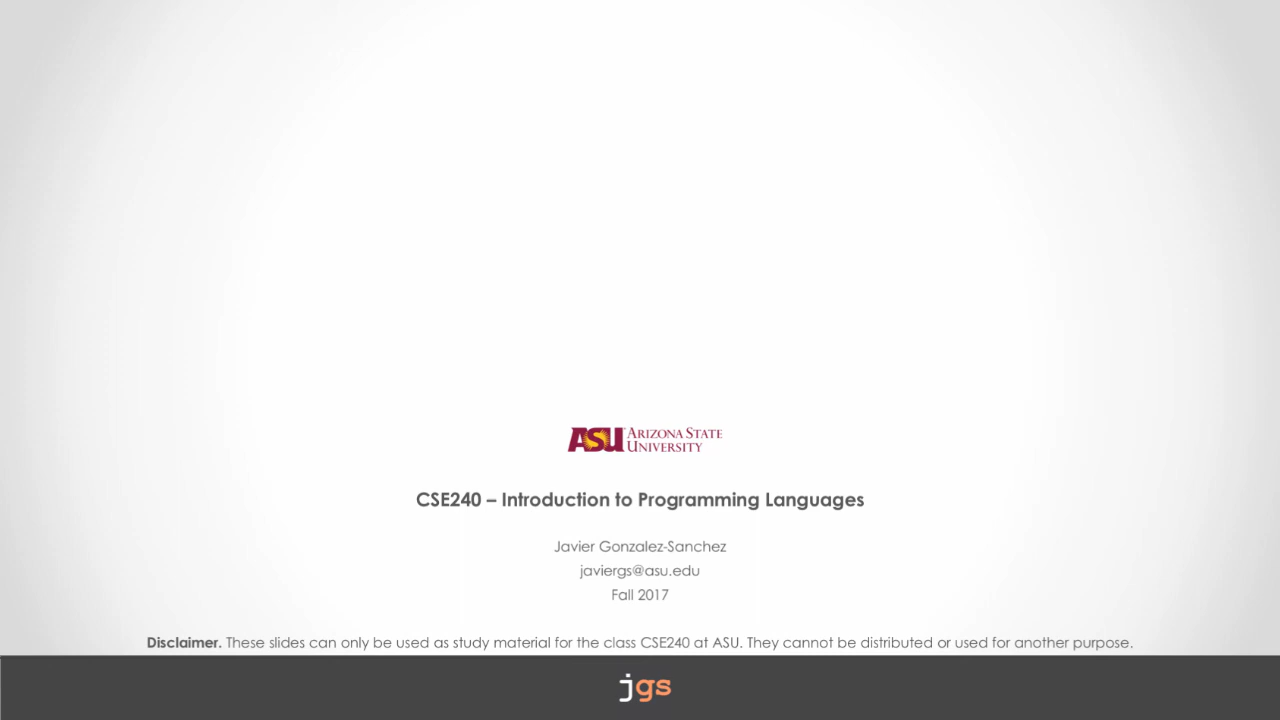 ASU ARIZONA STATE
UNIVERSITY
CSE240 – Introduction to Programming Languages
Javier Gonzalez-Sanchez
javiergs@asu.edu
Fall 2017
Disclaimer. These slides can only be used as study material for the class CSE240 at ASU. They cannot be distributed or used for another purpose.
jgs